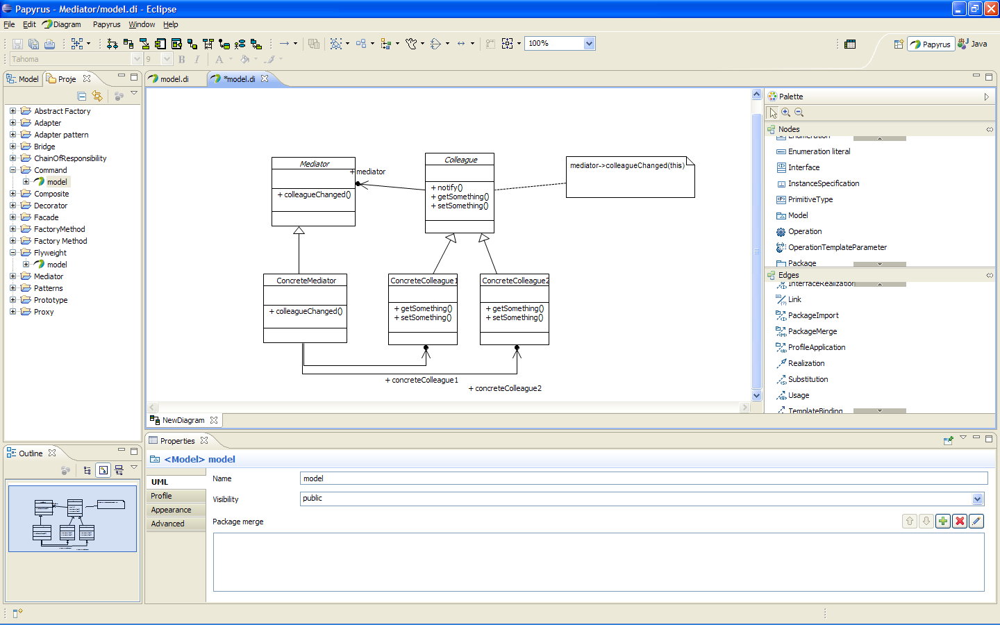 Papyrus - Mediator/model.di - Eclipse
File Edit Diagram Papyrus Window Help
100%
Papyrus Java
Tahoma 9 B I A
Model Proje
model.di *model.di
Abstract Factory
Adapter
Adapter pattern
Bridge
ChainOfResponsibility
Command
model
Composite
Decorator
Facade
FactoryMethod
Factory Method
Flyweight
model
Mediator
Patterns
Prototype
Proxy
Mediator
+ colleagueChanged()
+ mediator
Colleague
+ notify()
+ getSomething()
+ setSomething()
mediator->colleagueChanged(this)
ConcreteMediator
+ colleagueChanged()
ConcreteColleague1
+ getSomething()
+ setSomething()
ConcreteColleague2
+ getSomething()
+ setSomething()
+ concreteColleague1
+ concreteColleague2
NewDiagram
Palette
Nodes
Enumeration
Enumeration literal
Interface
InstanceSpecification
PrimitiveType
Model
Operation
OperationTemplateParameter
Package
Edges
InterfaceRealization
Link
PackageImport
PackageMerge
ProfileApplication
Realization
Substitution
Usage
TemplateBinding
Outline
Properties
<Model> model
UML
Profile
Appearance
Advanced
Name model
Visibility public
Package merge